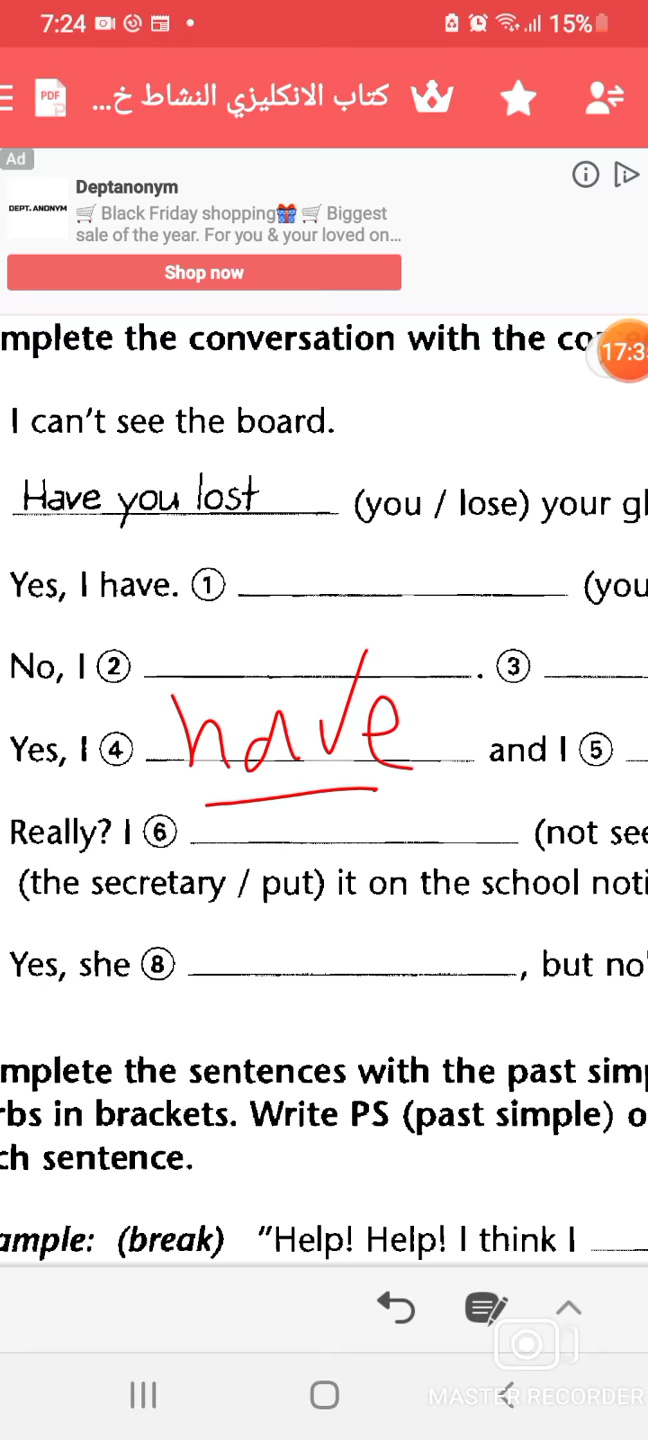 7:24
15%
PDF
كتاب الانكليزي النشاط خ...
Ad
Deptanonym
DEPT. ANONYM
Black Friday shopping Biggest
sale of the year. For you & your loved on...
Shop now
mplete the conversation with the co
17:3
I can't see the board.
Have you lost (you / lose) your gl
Yes, I have. ① (you
No, I ② . ③
Yes, I ④ have and I ⑤
Really? I ⑥ (not see
(the secretary / put) it on the school noti
Yes, she ⑧ , but no
mplete the sentences with the past simp
rbs in brackets. Write PS (past simple) o
ch sentence.
ample: (break) "Help! Help! I think I
MASTER RECORDER